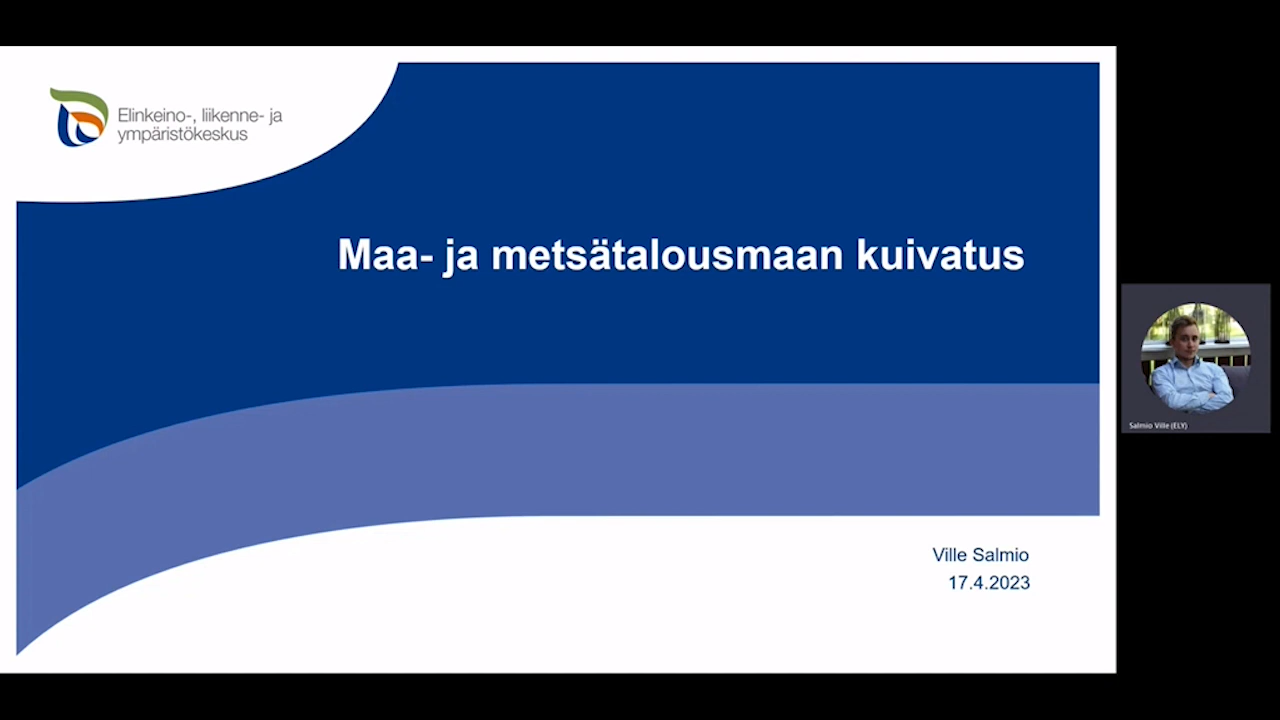 Elinkeino-, liikenne- ja
ympäristökeskus
Maa- ja metsätalousmaan kuivatus
Ville Salmio
17.4.2023
Salmio Ville (ELY)